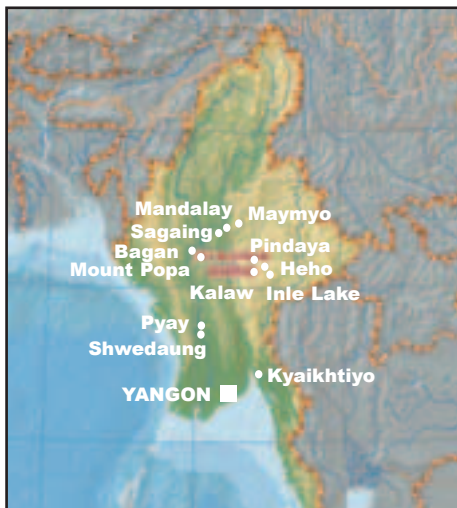 Mandalay
Maymyo
Sagaing
Bagan
Pindaya
Mount Popa
Heho
Kalaw
Inle Lake
Pyay
Shwedaung
Kyaikhtiyo
YANGON